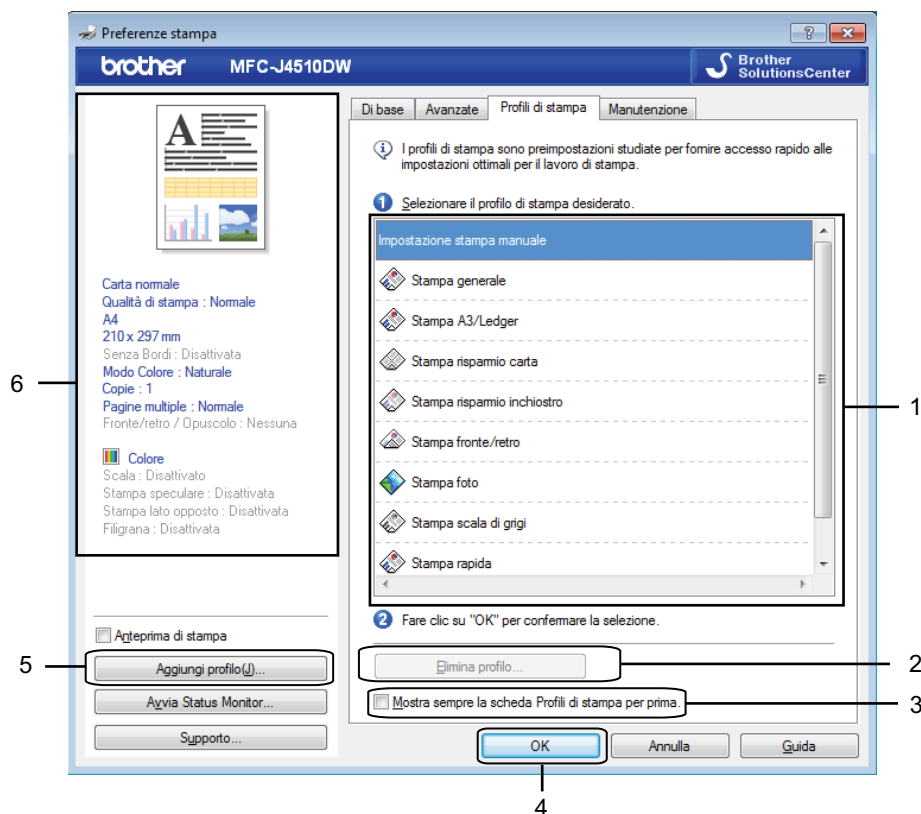 Preferenze stampa
brother MFC-J4510DW
Brother
SolutionsCenter
A
Carta normale
Qualità di stampa : Normale
A4
210 x 297 mm
Senza Bordi : Disattivata
Modo Colore : Naturale
Copie : 1
Pagine multiple : Normale
Fronte/retro / Opuscolo : Nessuna
Colore
Scala : Disattivato
Stampa speculare : Disattivata
Stampa lato opposto : Disattivata
Filigrana : Disattivata
6
Anteprima di stampa
Aggiungi profilo(J)...
5
Avvia Status Monitor...
Supporto...
Di base Avanzate Profili di stampa Manutenzione
I profili di stampa sono preimpostazioni studiate per fornire accesso rapido alle
impostazioni ottimali per il lavoro di stampa.
1 Selezionare il profilo di stampa desiderato.
Impostazione stampa manuale
Stampa generale
Stampa A3/Ledger
Stampa risparmio carta
Stampa risparmio inchiostro
Stampa fronte/retro
Stampa foto
Stampa scala di grigi
Stampa rapida
1
2 Fare clic su "OK" per confermare la selezione.
Elimina profilo...
2
Mostra sempre la scheda Profili di stampa per prima.
3
OK Annulla Guida
4